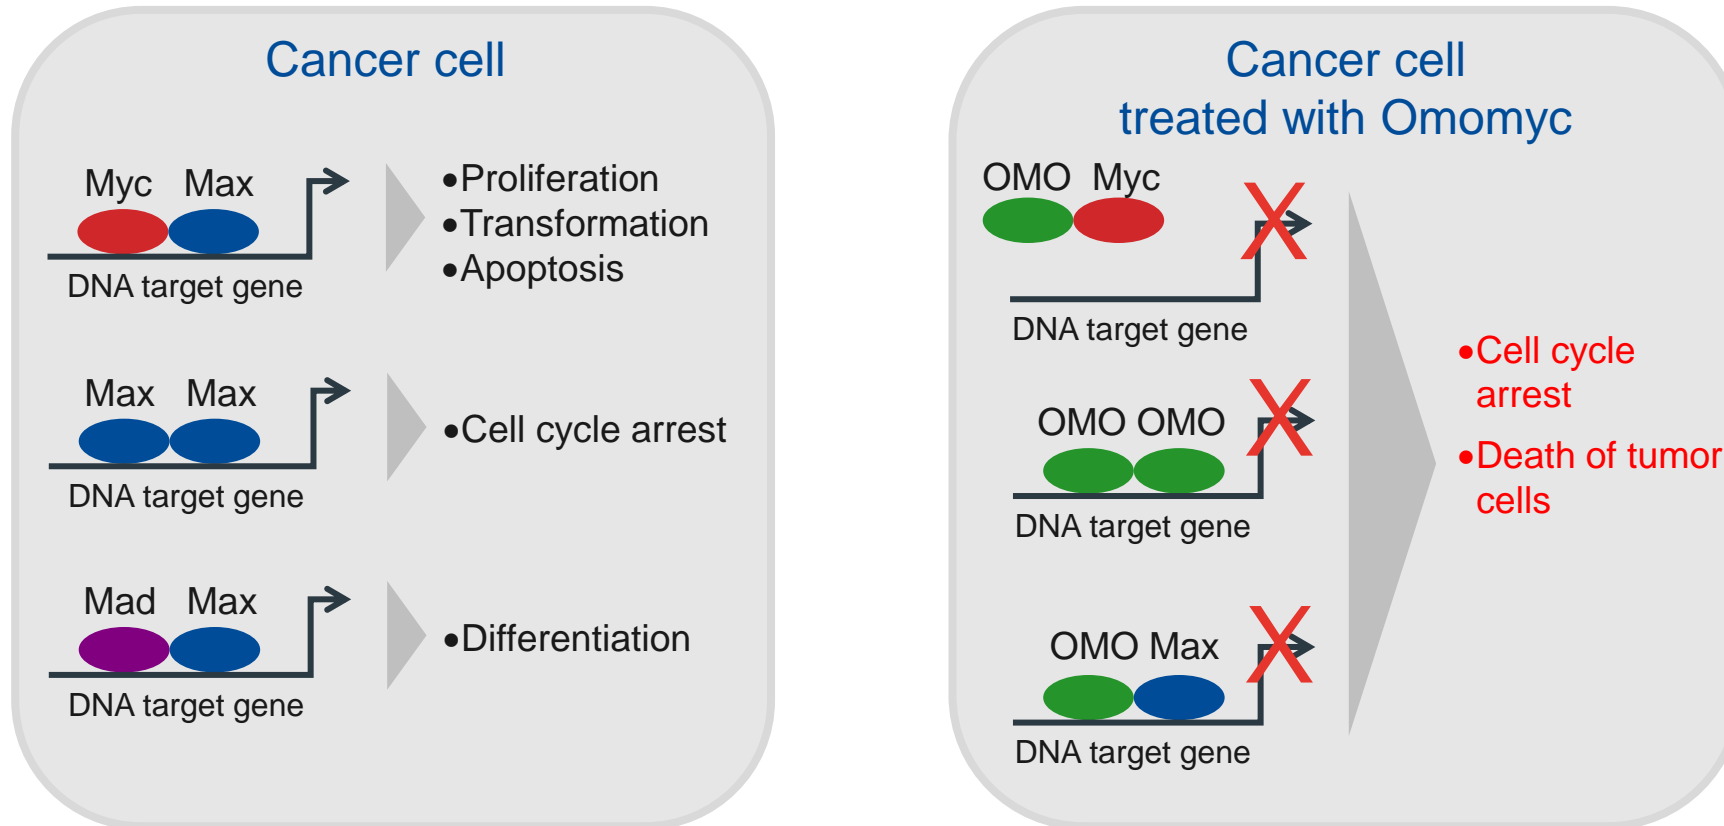 Cancer cell
Myc Max
DNA target gene
•Proliferation
•Transformation
•Apoptosis
Max Max
DNA target gene
•Cell cycle arrest
Mad Max
DNA target gene
•Differentiation
Cancer cell
treated with Omomyc
OMO Myc
X
DNA target gene
OMO OMO
X
DNA target gene
OMO Max
X
DNA target gene
•Cell cycle
arrest
•Death of tumor
cells